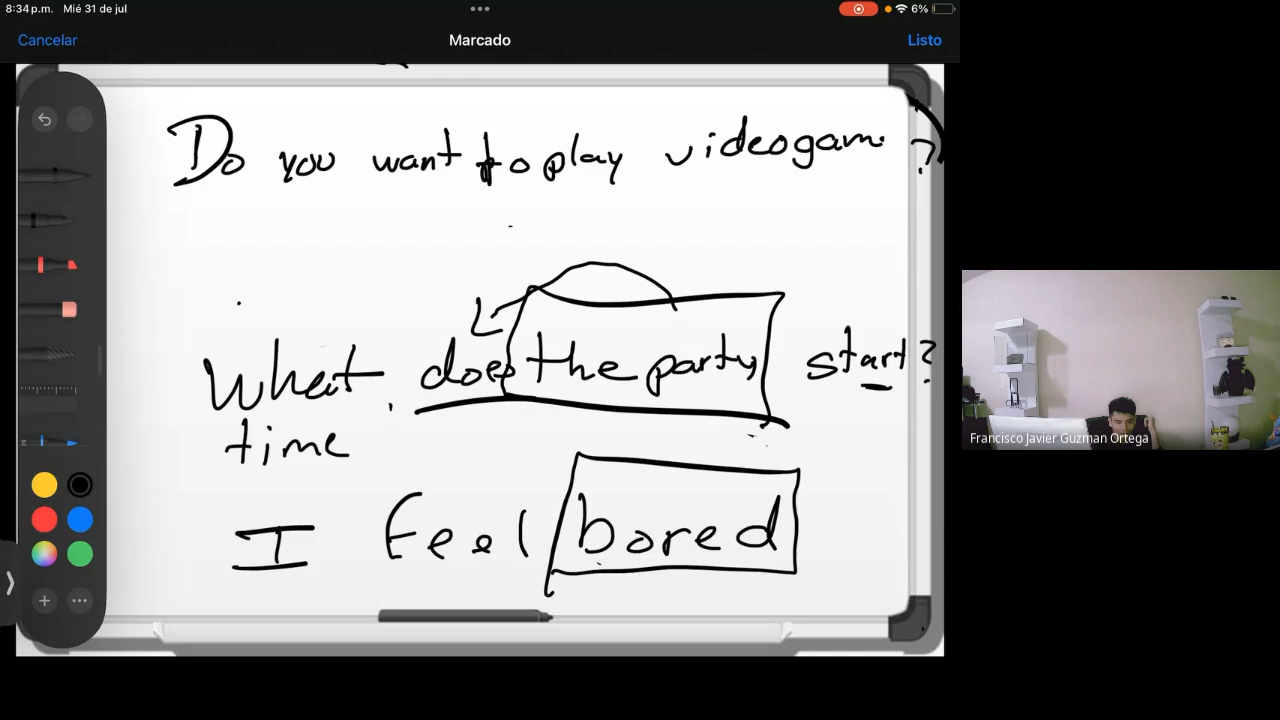 8:34 p.m. Mié 31 de jul
6%
Cancelar
Marcado
Listo
Do you want to play videogam ?
What does the party start?
time
I feel bored
Francisco Javier Guzman Ortega